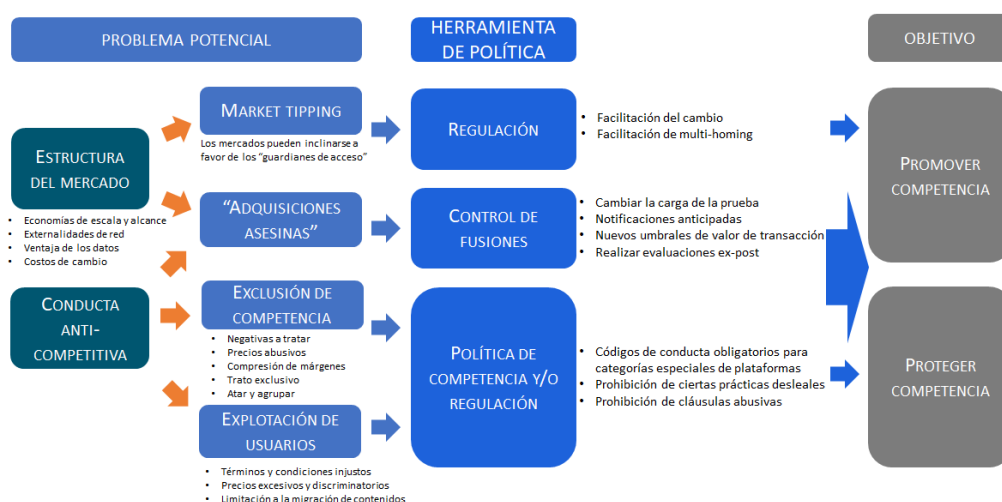 PROBLEMA POTENCIAL
HERRAMIENTA
DE POLÍTICA
OBJETIVO
ESTRUCTURA
DEL MERCADO
• Economías de escala y alcance
• Externalidades de red
• Ventaja de los datos
• Costos de cambio
CONDUCTA
ANTI-
COMPETITIVA
MARKET TIPPING
Los mercados pueden inclinarse a
favor de los “guardianes de acceso”
“ADQUISICIONES
ASESINAS”
EXCLUSIÓN DE
COMPETENCIA
• Negativas a tratar
• Precios abusivos
• Compresión de márgenes
• Trato exclusivo
• Atar y agrupar
EXPLOTACIÓN DE
USUARIOS
• Términos y condiciones injustos
• Precios excesivos y discriminatorios
• Limitación a la migración de contenidos
REGULACIÓN
• Facilitación del cambio
• Facilitación de multi-homing
CONTROL DE
FUSIONES
• Cambiar la carga de la prueba
• Notificaciones anticipadas
• Nuevos umbrales de valor de transacción
• Realizar evaluaciones ex-post
POLÍTICA DE
COMPETENCIA Y/O
REGULACIÓN
• Códigos de conducta obligatorios para
categorías especiales de plataformas
• Prohibición de ciertas prácticas desleales
• Prohibición de cláusulas abusivas
PROMOVER
COMPETENCIA
PROTEGER
COMPETENCIA